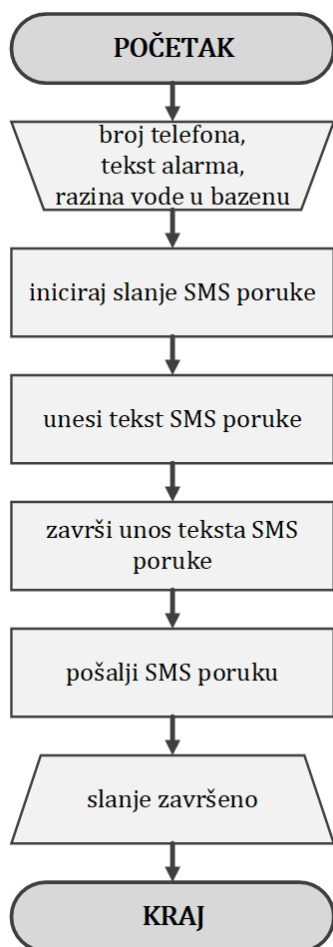 POČETAK
broj telefona,
tekst alarma,
razina vode u bazenu
iniciraj slanje SMS poruke
unesi tekst SMS poruke
završi unos teksta SMS
poruke
pošalji SMS poruku
slanje završeno
KRAJ